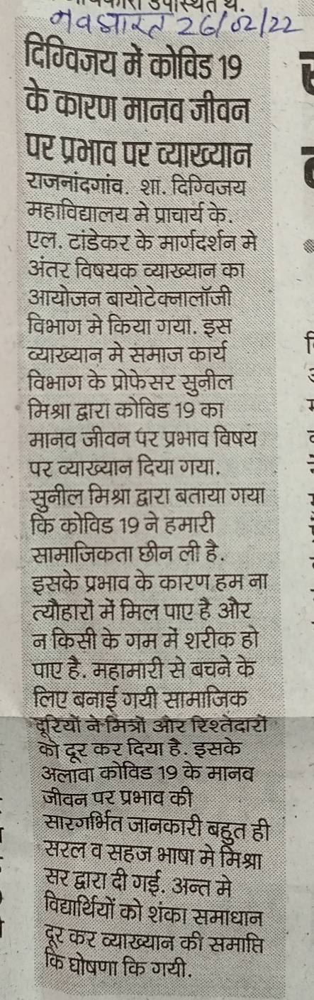 उपस्थित थे.
नवभारत 26/02/22
दिग्विजय में कोविड 19
के कारण मानव जीवन
पर प्रभाव पर व्याख्यान
राजनांदगांव. शा. दिग्विजय
महाविद्यालय मे प्राचार्य के.
एल. टांडेकर के मार्गदर्शन मे
अंतर विषयक व्याख्यान का
आयोजन बायोटेक्नालॉजी
विभाग मे किया गया. इस
व्याख्यान मे समाज कार्य
विभाग के प्रोफेसर सुनील
मिश्रा द्वारा कोविड 19 का
मानव जीवन पर प्रभाव विषय
पर व्याख्यान दिया गया.
सुनील मिश्रा द्वारा बताया गया
कि कोविड 19 ने हमारी
सामाजिकता छीन ली है.
इसके प्रभाव के कारण हम ना
त्यौहारों में मिल पाए है और
न किसी के गम में शरीक हो
पाए है. महामारी से बचने के
लिए बनाई गयी सामाजिक
दूरियों ने मित्रों और रिश्तेदारों
को दूर कर दिया है. इसके
अलावा कोविड 19 के मानव
जीवन पर प्रभाव की
सारगर्भित जानकारी बहुत ही
सरल व सहज भाषा मे मिश्रा
सर द्वारा दी गई. अन्त मे
विद्यार्थियों को शंका समाधान
दूर कर व्याख्यान की समाप्ति
कि घोषणा कि गयी.